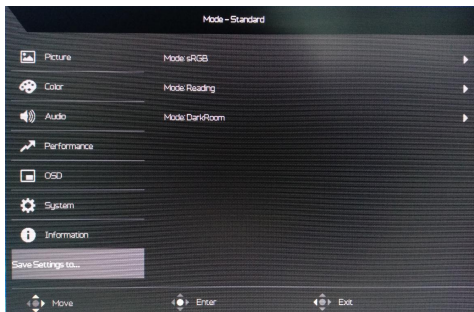 Mode - Standard
Picture
Mode: sRGB
Color
Mode: Reading
Audio
Mode: DarkRoom
Performance
OSD
System
Information
Save Settings to...
Move
Enter
Exit